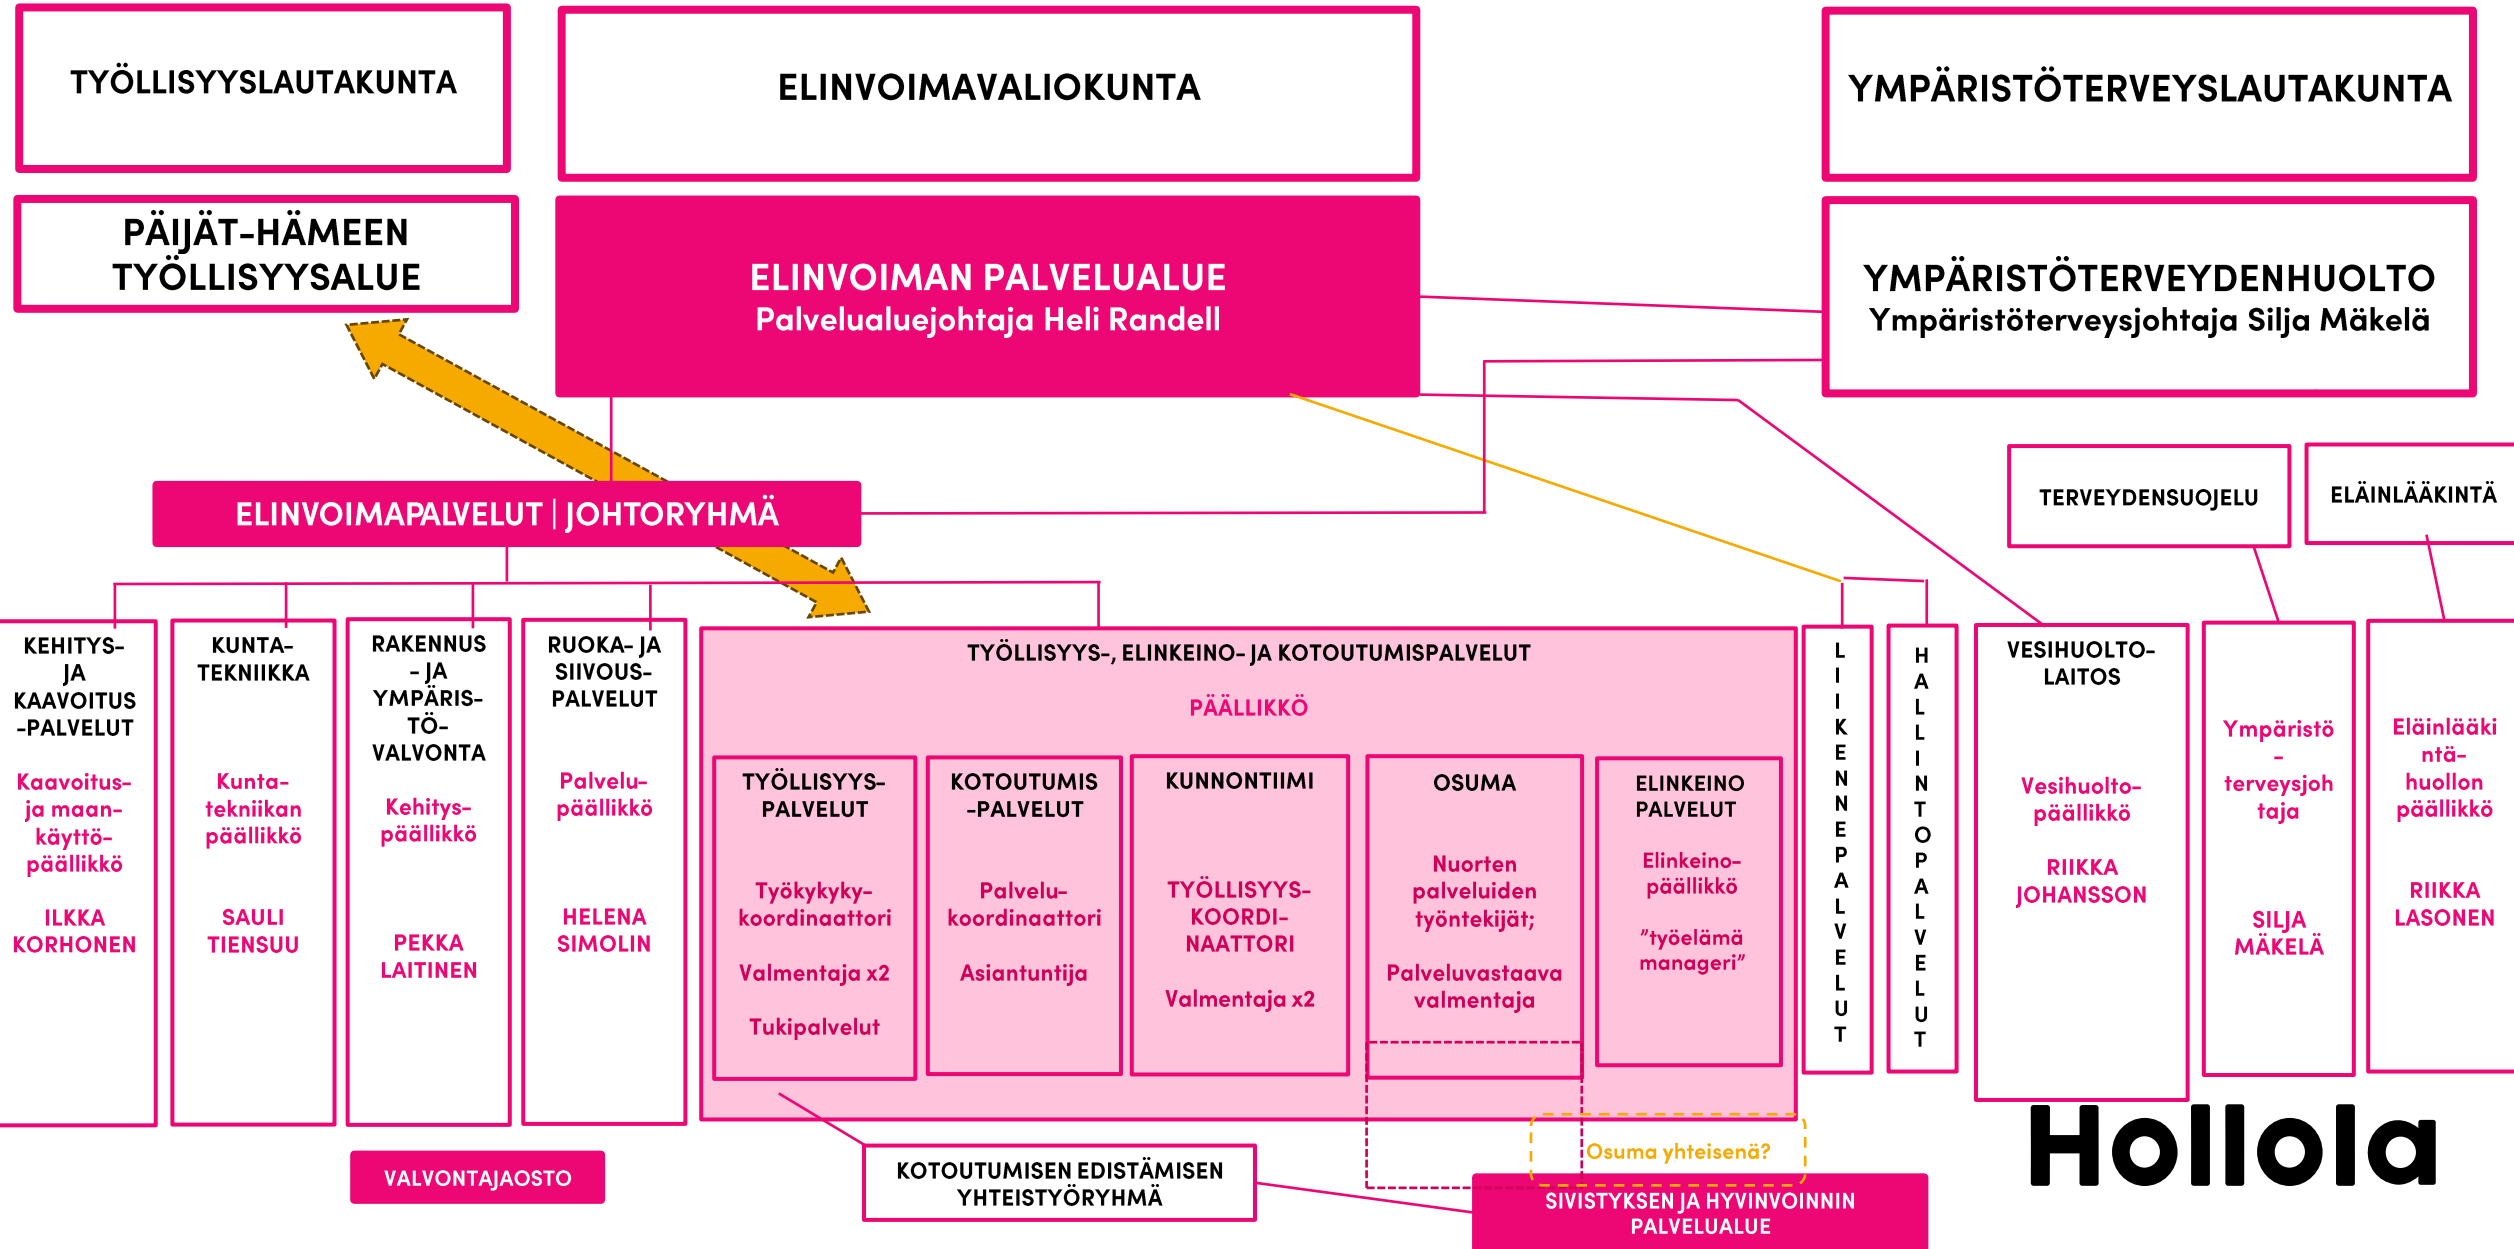 TYÖLLISYYSLAUTAKUNTA
ELINVOIMAVALIOKUNTA
YMPÄRISTÖTERVEYSLAUTAKUNTA
PÄIJÄT-HÄMEEN
TYÖLLISYYSALUE
ELINVOIMAN PALVELUALUE
Palvelualuejohtaja Heli Randell
YMPÄRISTÖTERVEYDENHUOLTO
Ympäristöterveysjohtaja Silja Mäkelä
ELINVOIMAPALVELUT | JOHTORYHMÄ
TERVEYDENSUOJELU
ELÄINLÄÄKINTÄ
KEHITYS-
JA
KAAVOITUS
-PALVELUT
Kaavoitus-
ja maan-
käyttö-
päällikkö
ILKKA
KORHONEN
KUNTA-
TEKNIIKKA
Kunta-
tekniikan
päällikkö
SAULI
TIENSUU
RAKENNUS
- JA
YMPÄRIS-
TÖ-
VALVONTA
Kehitys-
päällikkö
PEKKA
LAITINEN
RUOKA- JA
SIIVOUS-
PALVELUT
Palvelu-
päällikkö
HELENA
SIMOLIN
TYÖLLISYYS-, ELINKEINO- JA KOTOUTUMISPALVELUT
PÄÄLLIKKÖ
TYÖLLISYYS-
PALVELUT
Työkykyky-
koordinaattori
Valmentaja x2
Tukipalvelut
KOTOUTUMIS
-PALVELUT
Palvelu-
koordinaattori
Asiantuntija
KUNNONTIIMI
TYÖLLISYYS-
KOORDI-
NAATTORI
Valmentaja x2
OSUMA
Nuorten
palveluiden
työntekijät;
Palveluvastaava
valmentaja
ELINKEINO
PALVELUT
Elinkeino-
päällikkö
”työelämä
manageri”
LIIKENNEPALVELUT
HALLINTOPALVELUT
VESIHUOLTO-
LAITOS
Vesihuolto-
päällikkö
RIIKKA
JOHANSSON
Ympäristö
-
terveysjoh
taja
SILJA
MÄKELÄ
Eläinlääki
ntä-
huollon
päällikkö
RIIKKA
LASONEN
VALVONTAJAOSTO
KOTOUTUMISEN EDISTÄMISEN
YHTEISTYÖRYHMÄ
Osuma yhteisenä?
SIVISTYKSEN JA HYVINVOINNIN
PALVELUALUE
Hollola